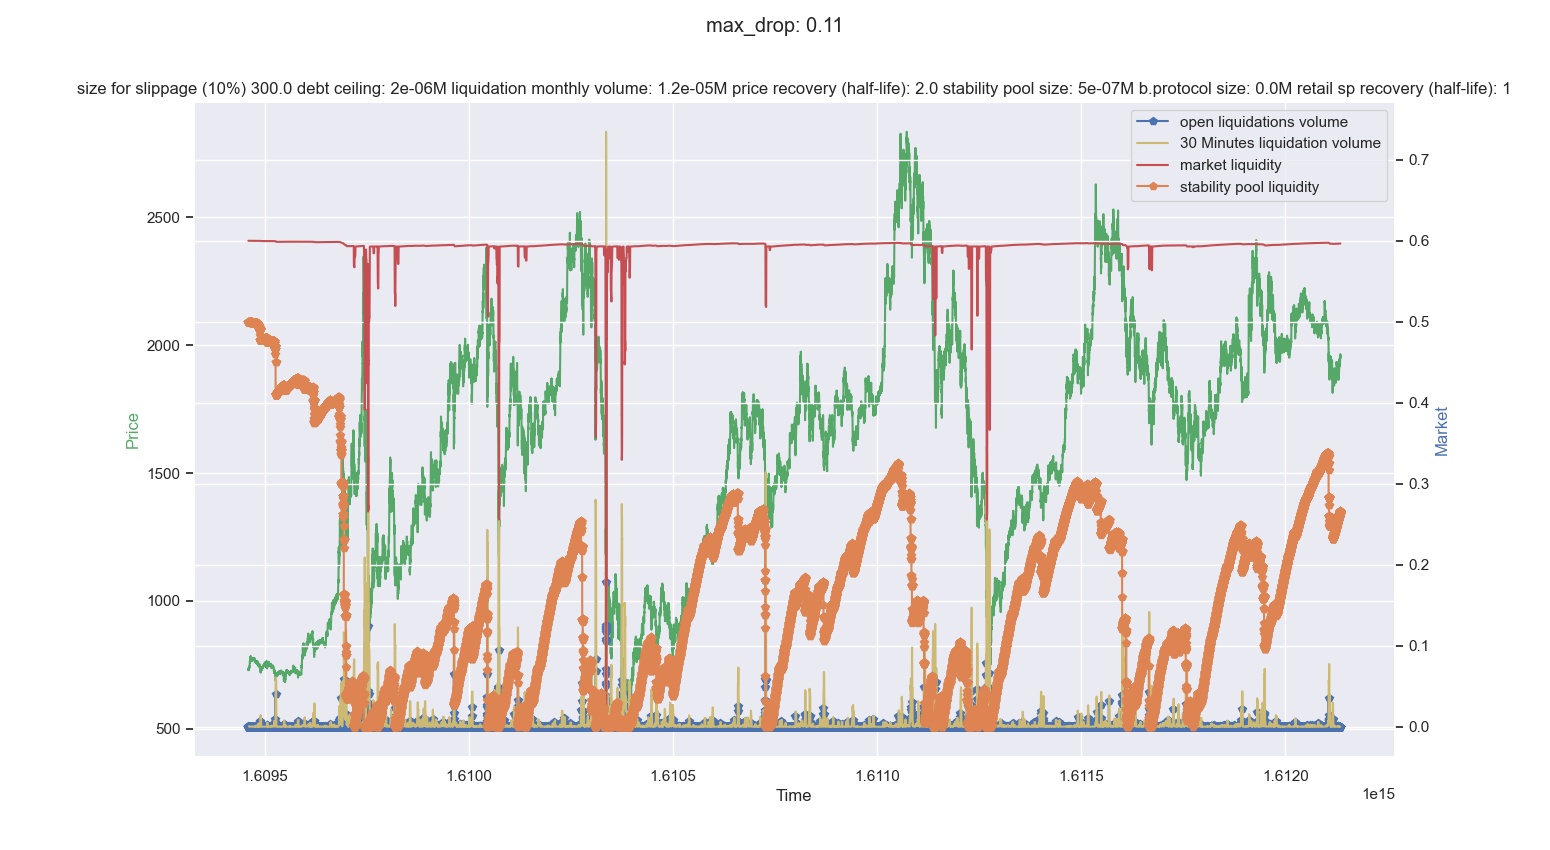 max_drop: 0.11
size for slippage (10%) 300.0 debt ceiling: 2e-06M liquidation monthly volume: 1.2e-05M price recovery (half-life): 2.0 stability pool size: 5e-07M b.protocol size: 0.0M retail sp recovery (half-life): 1
open liquidations volume
30 Minutes liquidation volume
market liquidity
stability pool liquidity
2500
2000
1500
1000
500
Price
0.7
0.6
0.5
0.4
0.3
0.2
0.1
0.0
Market
1.6095 1.6100 1.6105 1.6110 1.6115 1.6120
1e15
Time